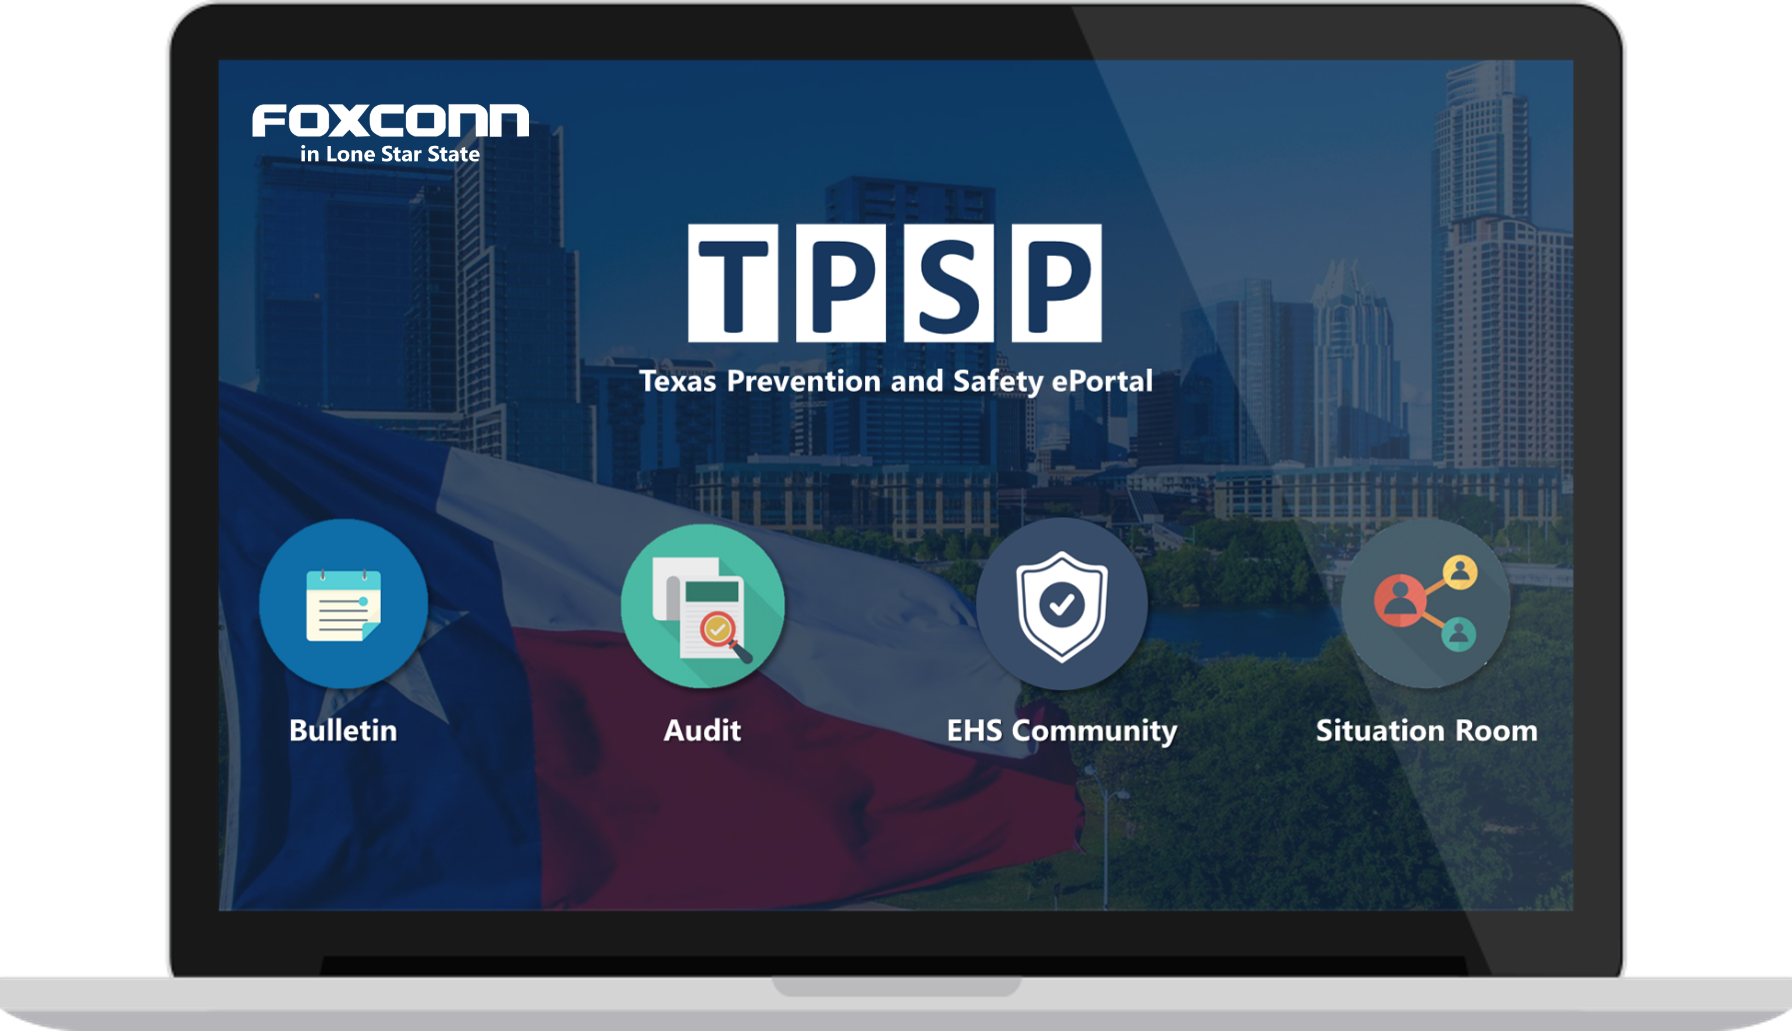 FOXCONN
in Lone Star State
TPSP
Texas Prevention and Safety ePortal
Bulletin
Audit
EHS Community
Situation Room